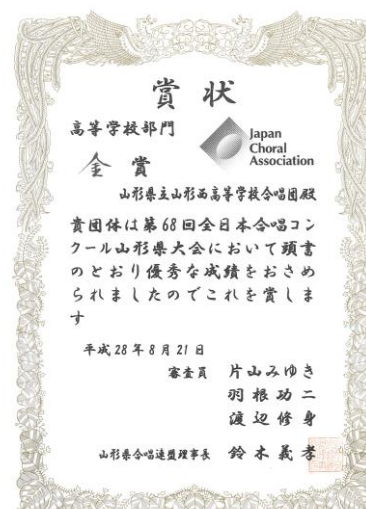 賞状
高等学校部門
Japan
Choral
Association
金賞
山形県立山形西高等学校合唱団殿
貴団体は第68回全日本合唱コン
クール山形県大会において頭書
のとおり優秀な成績をおさめ
られましたのでこれを賞しま
す
平成28年8月21日
審査員 片山みゆき
羽根功二
渡辺修身
山形県合唱連盟理事長 鈴木義孝